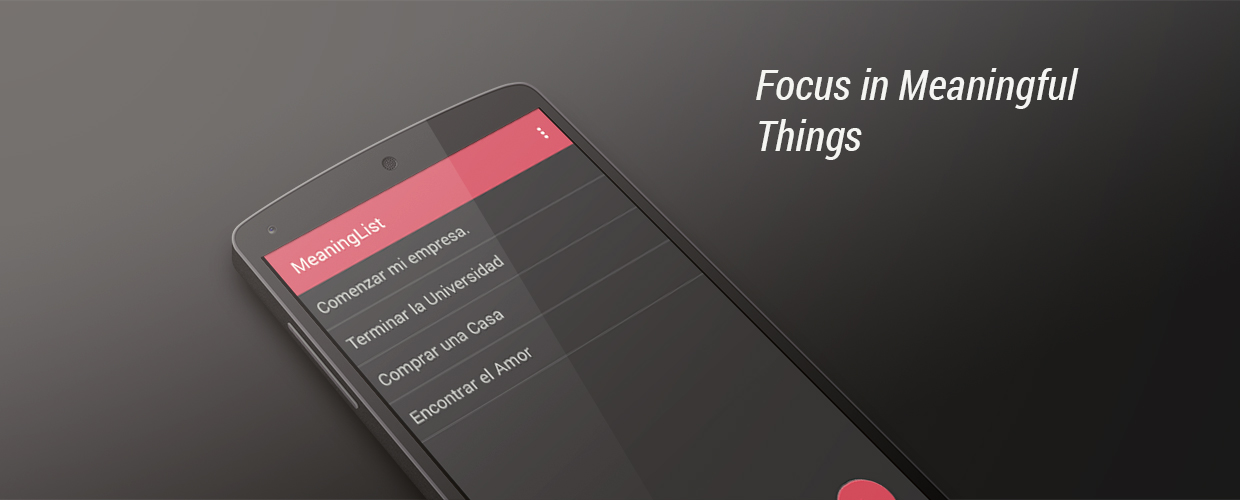 Focus in Meaningful
Things
MeaningList
Comenzar mi empresa.
Terminar la Universidad
Comprar una Casa
Encontrar el Amor